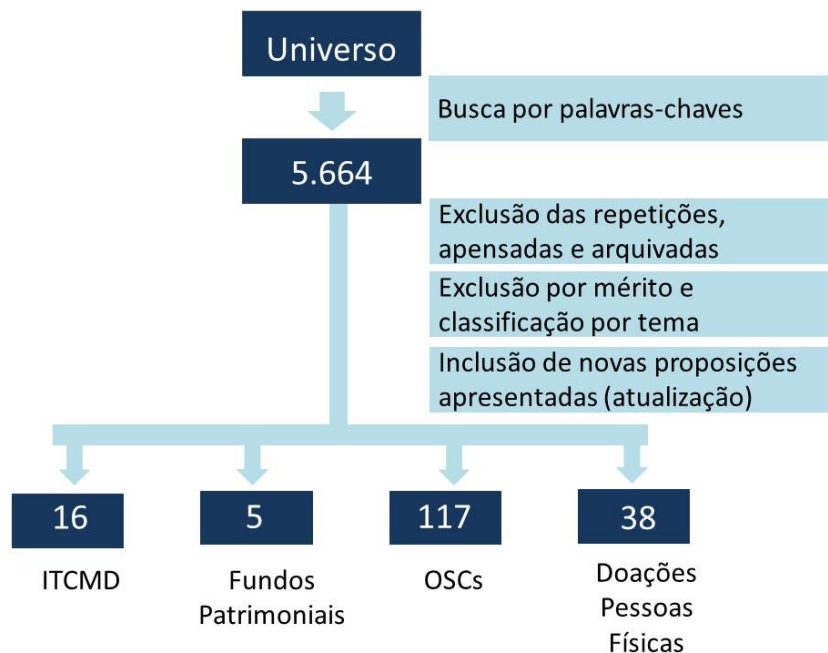 Universo
Busca por palavras-chaves
5.664
Exclusão das repetições,
apensadas e arquivadas
Exclusão por mérito e
classificação por tema
Inclusão de novas proposições
apresentadas (atualização)
16
ITCMD
5
Fundos
Patrimoniais
117
OSCs
38
Doações
Pessoas
Físicas